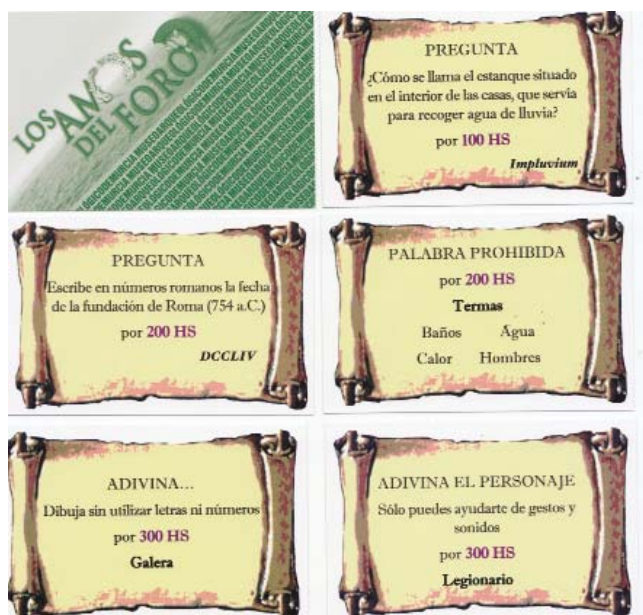 LOS AMOS
DEL FORO
PREGUNTA
¿Cómo se llama el estanque situado
en el interior de las casas, que servía
para recoger agua de lluvia?
por 100 HS
Impluvium
PREGUNTA
Escribe en números romanos la fecha
de la fundación de Roma (754 a.C.)
por 200 HS
DCCLIV
PALABRA PROHIBIDA
por 200 HS
Termas
Baños Agua
Calor Hombres
ADIVINA...
Dibuja sin utilizar letras ni números
por 300 HS
Galera
ADIVINA EL PERSONAJE
Sólo puedes ayudarte de gestos y
sonidos
por 300 HS
Legionario